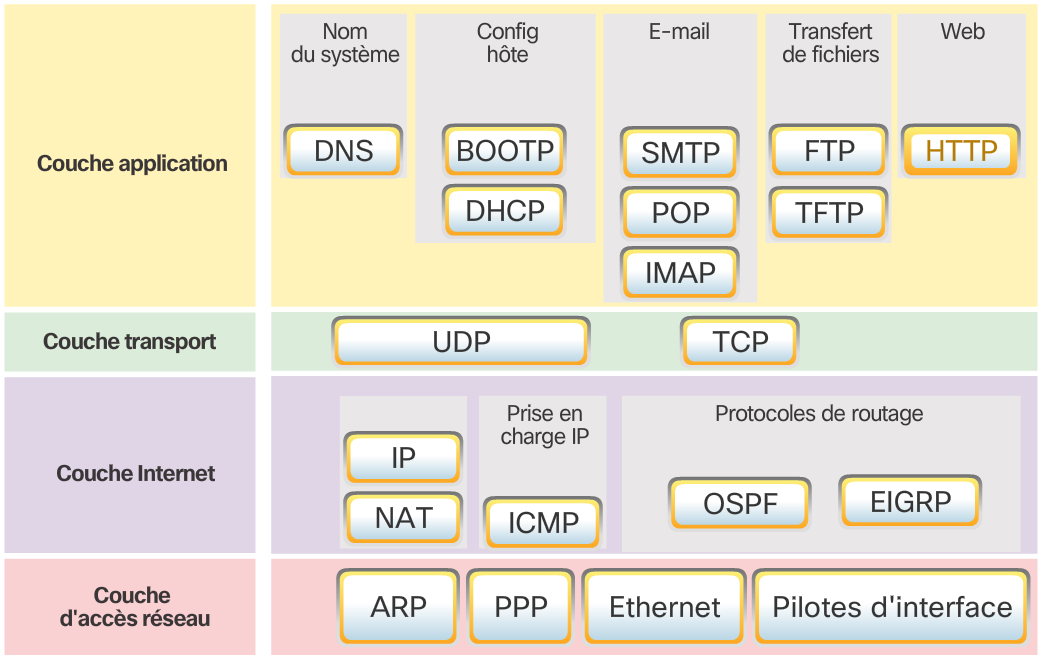 Couche application
Nom
du système
DNS
Config
hôte
BOOTP
DHCP
E-mail
SMTP
POP
IMAP
Transfert
de fichiers
FTP
TFTP
Web
HTTP
Couche transport
UDP
TCP
Couche Internet
IP
NAT
Prise en
charge IP
ICMP
Protocoles de routage
OSPF
EIGRP
Couche
d'accès réseau
ARP
PPP
Ethernet
Pilotes d'interface